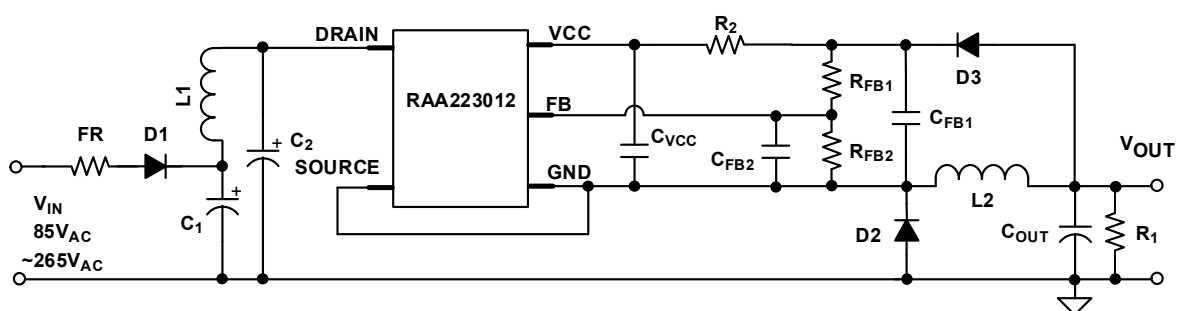 DRAIN
VCC
R2
L1
RAA223012
RFB1
D3
FB
FR
D1
C2
+
CVCC
CFB2
RFB2
CFB1
VOUT
SOURCE
GND
+
C1
VIN
85VAC
~265VAC
L2
D2
COUT
R1